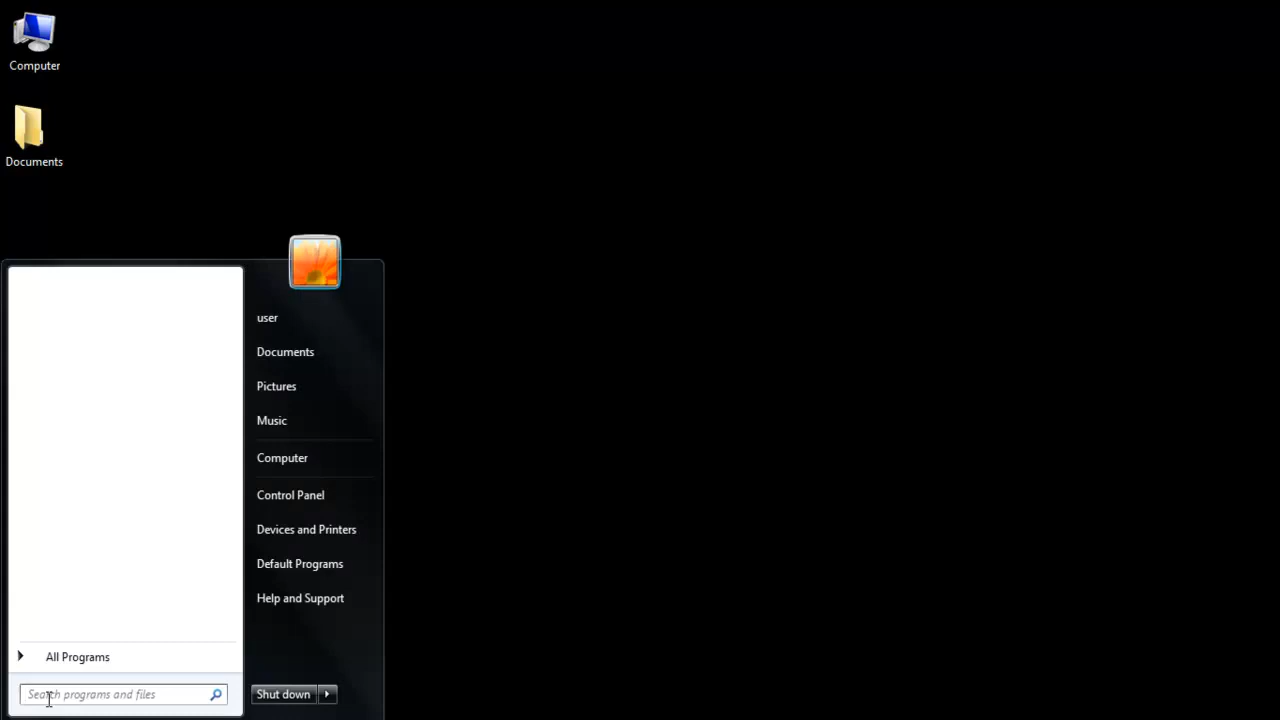 Computer
Documents
user
Documents
Pictures
Music
Computer
Control Panel
Devices and Printers
Default Programs
Help and Support
All Programs
Search programs and files
Shut down